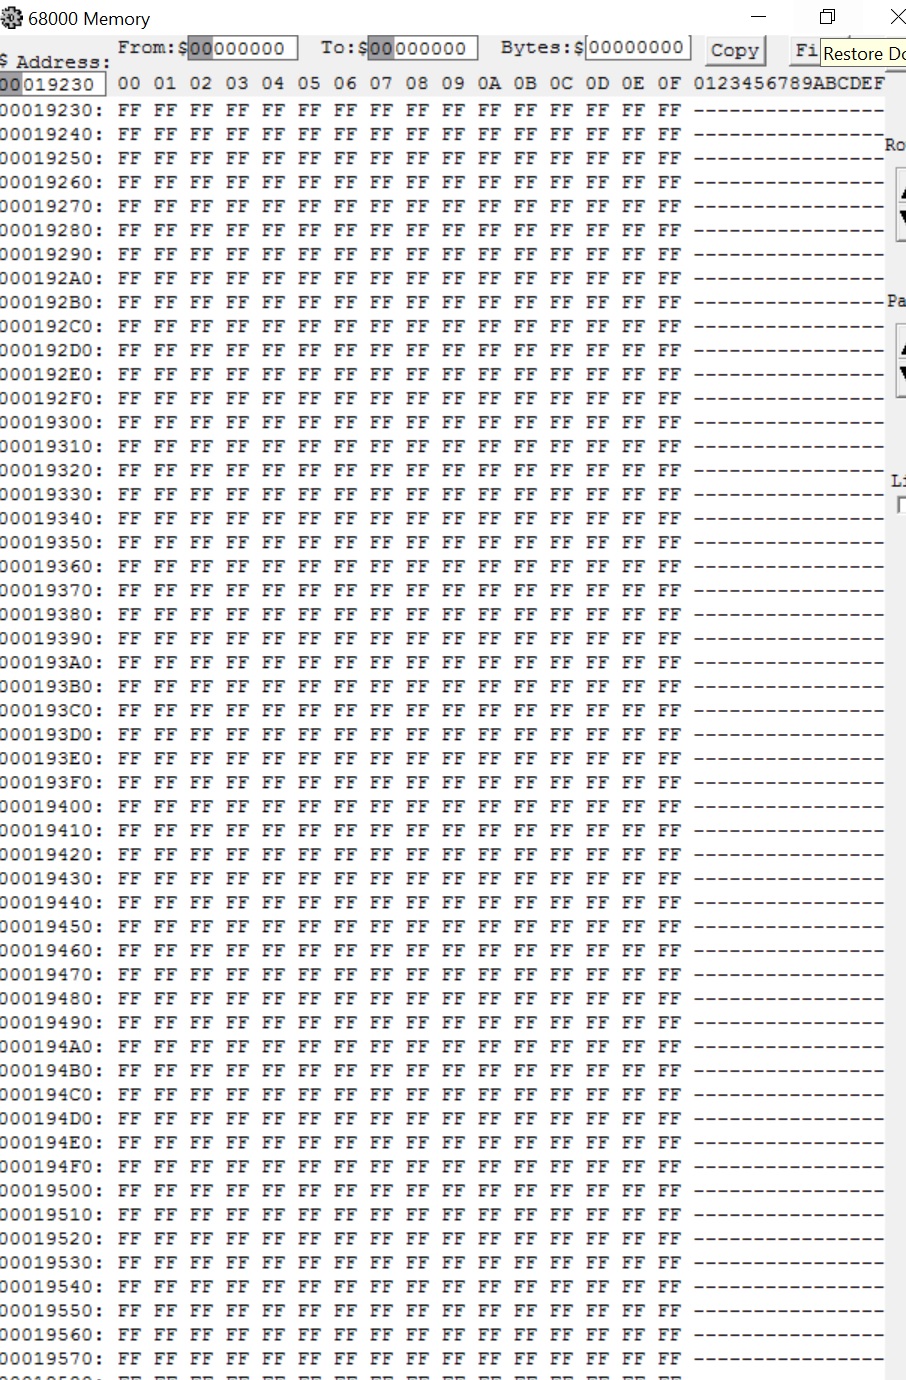 68000 Memory
From:$00000000 To:$00000000 Bytes:$00000000 Copy Fi
Restore Do
$ Address:
00019230 00 01 02 03 04 05 06 07 08 09 0A 0B 0C 0D 0E 0F 0123456789ABCDEF
00019230: FF FF FF FF FF FF FF FF FF FF FF FF FF FF FF FF ----------------
00019240: FF FF FF FF FF FF FF FF FF FF FF FF FF FF FF FF ----------------
Ro
00019250: FF FF FF FF FF FF FF FF FF FF FF FF FF FF FF FF ----------------
00019260: FF FF FF FF FF FF FF FF FF FF FF FF FF FF FF FF ----------------
00019270: FF FF FF FF FF FF FF FF FF FF FF FF FF FF FF FF ----------------
00019280: FF FF FF FF FF FF FF FF FF FF FF FF FF FF FF FF ----------------
00019290: FF FF FF FF FF FF FF FF FF FF FF FF FF FF FF FF ----------------
000192A0: FF FF FF FF FF FF FF FF FF FF FF FF FF FF FF FF ----------------
000192B0: FF FF FF FF FF FF FF FF FF FF FF FF FF FF FF FF ----------------
Pa
000192C0: FF FF FF FF FF FF FF FF FF FF FF FF FF FF FF FF ----------------
000192D0: FF FF FF FF FF FF FF FF FF FF FF FF FF FF FF FF ----------------
000192E0: FF FF FF FF FF FF FF FF FF FF FF FF FF FF FF FF ----------------
000192F0: FF FF FF FF FF FF FF FF FF FF FF FF FF FF FF FF ----------------
00019300: FF FF FF FF FF FF FF FF FF FF FF FF FF FF FF FF ----------------
00019310: FF FF FF FF FF FF FF FF FF FF FF FF FF FF FF FF ----------------
00019320: FF FF FF FF FF FF FF FF FF FF FF FF FF FF FF FF ----------------
Li
00019330: FF FF FF FF FF FF FF FF FF FF FF FF FF FF FF FF ----------------
00019340: FF FF FF FF FF FF FF FF FF FF FF FF FF FF FF FF ----------------
00019350: FF FF FF FF FF FF FF FF FF FF FF FF FF FF FF FF ----------------
00019360: FF FF FF FF FF FF FF FF FF FF FF FF FF FF FF FF ----------------
00019370: FF FF FF FF FF FF FF FF FF FF FF FF FF FF FF FF ----------------
00019380: FF FF FF FF FF FF FF FF FF FF FF FF FF FF FF FF ----------------
00019390: FF FF FF FF FF FF FF FF FF FF FF FF FF FF FF FF ----------------
000193A0: FF FF FF FF FF FF FF FF FF FF FF FF FF FF FF FF ----------------
000193B0: FF FF FF FF FF FF FF FF FF FF FF FF FF FF FF FF ----------------
000193C0: FF FF FF FF FF FF FF FF FF FF FF FF FF FF FF FF ----------------
000193D0: FF FF FF FF FF FF FF FF FF FF FF FF FF FF FF FF ----------------
000193E0: FF FF FF FF FF FF FF FF FF FF FF FF FF FF FF FF ----------------
000193F0: FF FF FF FF FF FF FF FF FF FF FF FF FF FF FF FF ----------------
00019400: FF FF FF FF FF FF FF FF FF FF FF FF FF FF FF FF ----------------
00019410: FF FF FF FF FF FF FF FF FF FF FF FF FF FF FF FF ----------------
00019420: FF FF FF FF FF FF FF FF FF FF FF FF FF FF FF FF ----------------
00019430: FF FF FF FF FF FF FF FF FF FF FF FF FF FF FF FF ----------------
00019440: FF FF FF FF FF FF FF FF FF FF FF FF FF FF FF FF ----------------
00019450: FF FF FF FF FF FF FF FF FF FF FF FF FF FF FF FF ----------------
00019460: FF FF FF FF FF FF FF FF FF FF FF FF FF FF FF FF ----------------
00019470: FF FF FF FF FF FF FF FF FF FF FF FF FF FF FF FF ----------------
00019480: FF FF FF FF FF FF FF FF FF FF FF FF FF FF FF FF ----------------
00019490: FF FF FF FF FF FF FF FF FF FF FF FF FF FF FF FF ----------------
000194A0: FF FF FF FF FF FF FF FF FF FF FF FF FF FF FF FF ----------------
000194B0: FF FF FF FF FF FF FF FF FF FF FF FF FF FF FF FF ----------------
000194C0: FF FF FF FF FF FF FF FF FF FF FF FF FF FF FF FF ----------------
000194D0: FF FF FF FF FF FF FF FF FF FF FF FF FF FF FF FF ----------------
000194E0: FF FF FF FF FF FF FF FF FF FF FF FF FF FF FF FF ----------------
000194F0: FF FF FF FF FF FF FF FF FF FF FF FF FF FF FF FF ----------------
00019500: FF FF FF FF FF FF FF FF FF FF FF FF FF FF FF FF ----------------
00019510: FF FF FF FF FF FF FF FF FF FF FF FF FF FF FF FF ----------------
00019520: FF FF FF FF FF FF FF FF FF FF FF FF FF FF FF FF ----------------
00019530: FF FF FF FF FF FF FF FF FF FF FF FF FF FF FF FF ----------------
00019540: FF FF FF FF FF FF FF FF FF FF FF FF FF FF FF FF ----------------
00019550: FF FF FF FF FF FF FF FF FF FF FF FF FF FF FF FF ----------------
00019560: FF FF FF FF FF FF FF FF FF FF FF FF FF FF FF FF ----------------
00019570: FF FF FF FF FF FF FF FF FF FF FF FF FF FF FF FF ----------------